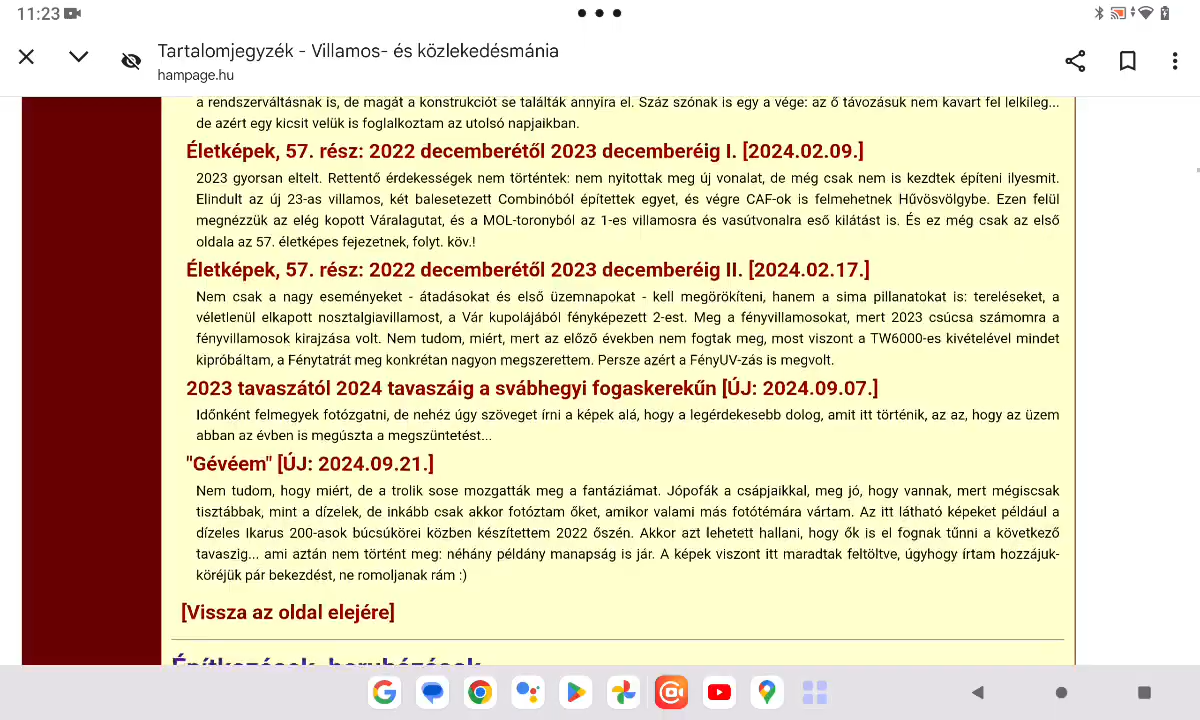 11:23
Tartalomjegyzék - Villamos- és közlekedésmánia
hampage.hu
a rendszerváltásnak is, de magát a konstrukciót se találták annyira el. Száz szónak is egy a vége: az ő távozásuk nem kavart fel lelkileg...
de azért egy kicsit velük is foglalkoztam az utolsó napjaikban.
Életképek, 57. rész: 2022 decemberétől 2023 decemberéig I. [2024.02.09.]
2023 gyorsan eltelt. Rettentő érdekességek nem történtek: nem nyitottak meg új vonalat, de még csak nem is kezdtek építeni ilyesmit.
Elindult az új 23-as villamos, két balesetezett Combinóból építettek egyet, és végre CAF-ok is felmehetnek Hűvösvölgybe. Ezen felül
megnézzük az elég kopott Váralagutat, és a MOL-toronyból az 1-es villamosra és vasútvonalra eső kilátást is. És ez még csak az első
oldala az 57. életképes fejezetnek, folyt. köv.!
Életképek, 57. rész: 2022 decemberétől 2023 decemberéig II. [2024.02.17.]
Nem csak a nagy eseményeket - átadásokat és első üzemnapokat - kell megörökíteni, hanem a sima pillanatokat is: tereléseket, a
véletlenül elkapott nosztalgiavillamost, a Vár kupolájából fényképezett 2-est. Meg a fényvillamosokat, mert 2023 csúcsa számomra a
fényvillamosok kirajzása volt. Nem tudom, miért, mert az előző években nem fogtak meg, most viszont a TW6000-es kivételével mindet
kipróbáltam, a Fénytatrát meg konkrétan nagyon megszerettem. Persze azért a FényUV-zás is megvolt.
2023 tavaszától 2024 tavaszáig a svábhegyi fogaskerekűn [ÚJ: 2024.09.07.]
Időnként felmegyek fotózgatni, de nehéz úgy szöveget írni a képek alá, hogy a legérdekesebb dolog, amit itt történik, az az, hogy az üzem
abban az évben is megúszta a megszüntetést...
"Gévéem" [ÚJ: 2024.09.21.]
Nem tudom, hogy miért, de a trolik sose mozgatták meg a fantáziámat. Jópofák a csápjaikkal, meg jó, hogy vannak, mert mégiscsak
tisztábbak, mint a dízelek, de inkább csak akkor fotóztam őket, amikor valami más fotótémára vártam. Az itt látható képeket például a
dízeles Ikarus 200-asok búcsúkörei közben készítettem 2022 őszén. Akkor azt lehetett hallani, hogy ők is el fognak tűnni a következő
tavaszig... ami aztán nem történt meg: néhány példány manapság is jár. A képek viszont itt maradtak feltöltve, úgyhogy írtam hozzájuk-
köréjük pár bekezdést, ne romoljanak rám :)
[Vissza az oldal elejére]
Építkezések, beruházások